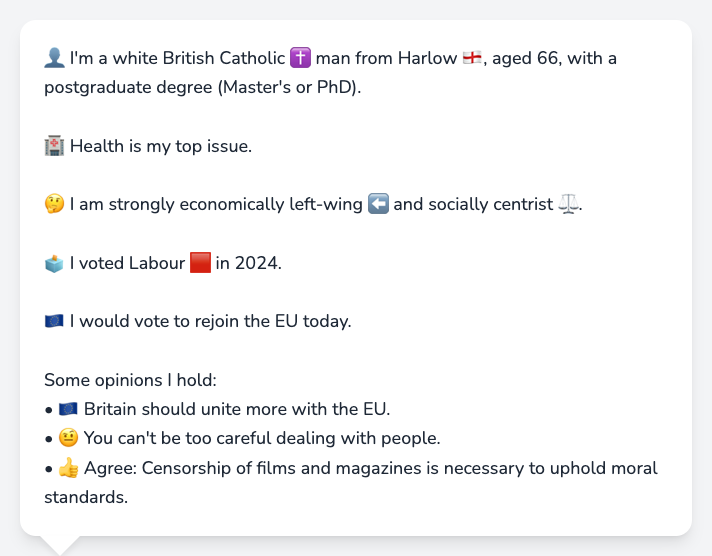 👤 I'm a white British Catholic ✝️ man from Harlow 🏴󠁧󠁢󠁥󠁮󠁧󠁿, aged 66, with a
postgraduate degree (Master's or PhD).
🏥 Health is my top issue.
🤔 I am strongly economically left-wing ⬅️ and socially centrist ⚖️.
🗳️ I voted Labour 🟥 in 2024.
🇪🇺 I would vote to rejoin the EU today.
Some opinions I hold:
• 🇪🇺 Britain should unite more with the EU.
• 🤨 You can't be too careful dealing with people.
• 👍 Agree: Censorship of films and magazines is necessary to uphold moral
standards.